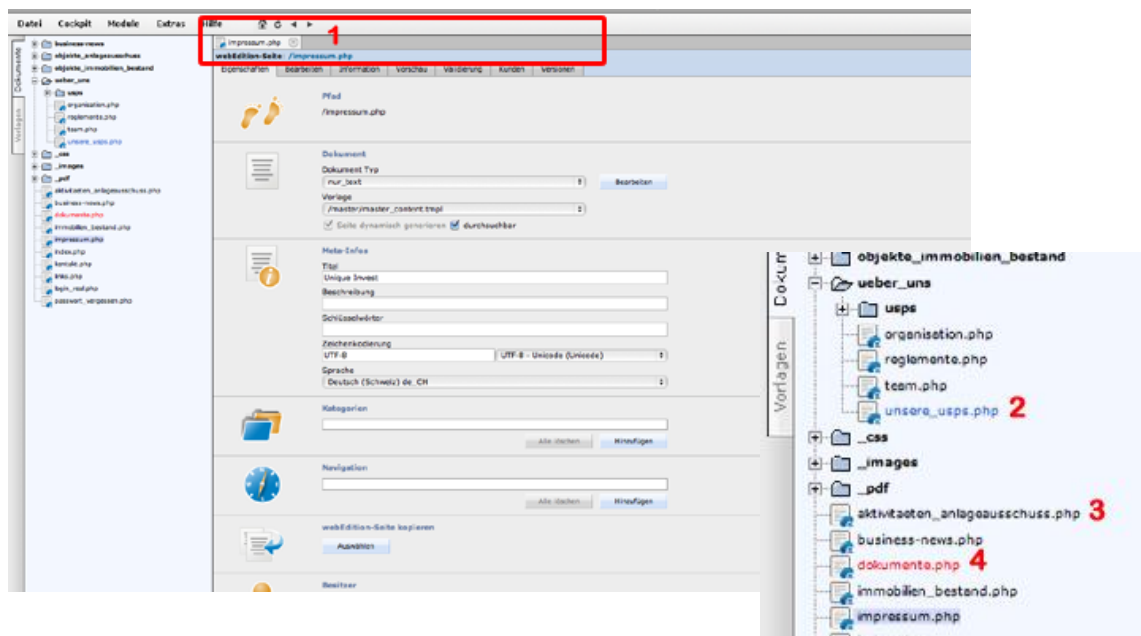 Datei Cockpit Module Extras Hilfe
1
business-news
objekte_anlageausschuss
objekte_immobilien_bestand
ueber_uns
usps
organisation.php
reglemente.php
team.php
unsere_usps.php
_css
_images
_pdf
aktivitaeten_anlageausschuss.php
business-news.php
dokumente.php
immobilien_bestand.php
impressum.php
index.php
kontakt.php
links.php
login_real.php
passwort_vergessen.php
Dokumente
Vorlagen
impressum.php
webEdition-Seite /impressum.php
Eigenschaften Bearbeiten Information Vorschau Validierung Kunden Versionen
Pfad
/impressum.php
Dokument
Dokument Typ
nur_text
Bearbeiten
Vorlage
/master/master_content.tmpl
Seite dynamisch generieren durchsuchbar
Meta-Infos
Titel
Unique Invest
Beschreibung
Schlüsselwörter
Zeichenkodierung
UTF-8 UTF-8 - Unicode (Unicode)
Sprache
Deutsch (Schweiz) de_CH
Kategorien
Alle löschen Hinzufügen
Navigation
Alle löschen Hinzufügen
webEdition-Seite kopieren
Auswählen
Besitzer
Dokum
Vorlagen
objekte_immobilien_bestand
ueber_uns
usps
organisation.php
reglemente.php
team.php
unsere_usps.php 2
_css
_images
_pdf
aktivitaeten_anlageausschuss.php 3
business-news.php
dokumente.php 4
immobilien_bestand.php
impressum.php